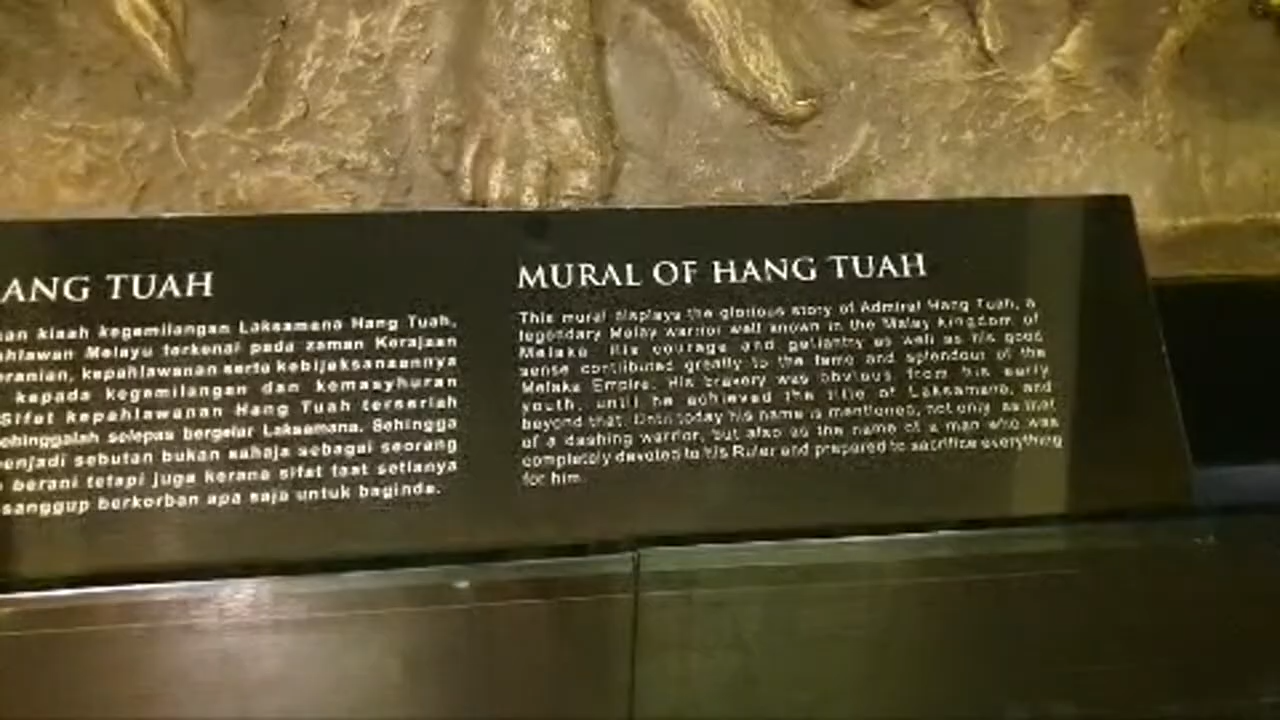 ANG TUAH
an kisah kegemilangan Laksamana Hang Tuah,
ahlawan Melayu terkenal pada zaman Kerajaan
eranian, kepahlawanan serta kebijaksanaannya
kepada kegemilangan dan kemasyhuran
Sifat kepahlawanan Hang Tuah terserlah
ehinggalah selepas bergelar Laksamana. Sehingga
enjadi sebutan bukan sahaja sebagai seorang
berani tetapi juga kerana sifat taat setianya
sanggup berkorban apa saja untuk baginda.
MURAL OF HANG TUAH
This mural displays the glorious story of Admiral Hang Tuah, a
legendary Malay warrior well known in the Malay kingdom of
Melaka. His courage and gallantry as well as his good
sense contributed greatly to the fame and splendour of the
Melaka Empire. His bravery was obvious from his early
youth, until he achieved the title of Laksamana, and
beyond that. Until today his name is mentioned, not only as that
of a dashing warrior, but also as the name of a man who was
completely devoted to his Ruler and prepared to sacrifice everything
for him.